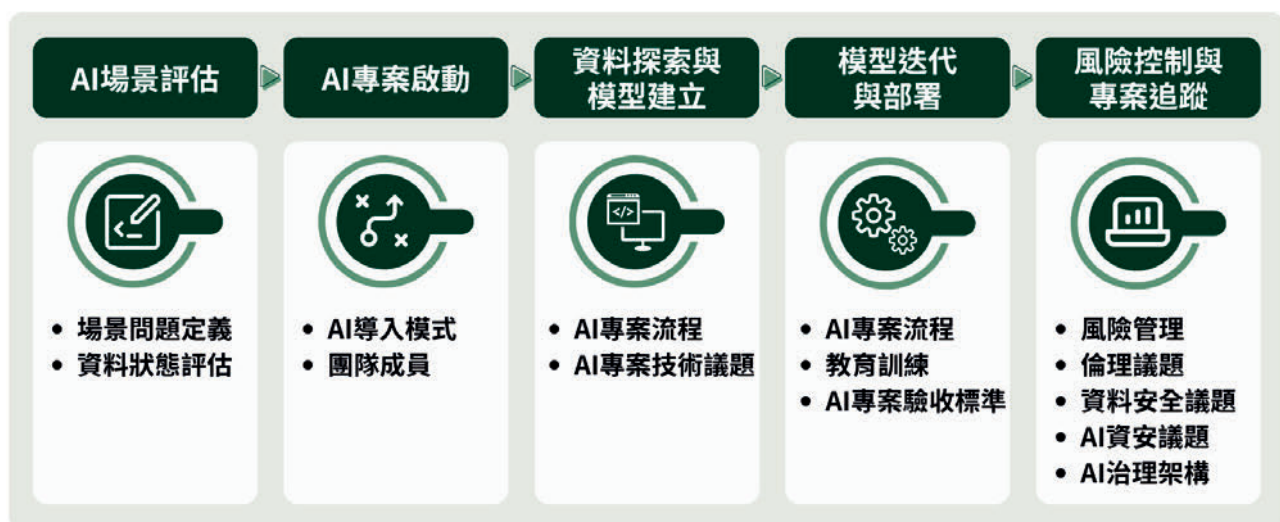 AI場景評估
AI專案啟動
資料探索與
模型建立
模型迭代
與部署
風險控制與
專案追蹤
• 場景問題定義
• 資料狀態評估
• AI導入模式
• 團隊成員
• AI專案流程
• AI專案技術議題
• AI專案流程
• 教育訓練
• AI專案驗收標準
• 風險管理
• 倫理議題
• 資料安全議題
• AI資安議題
• AI治理架構